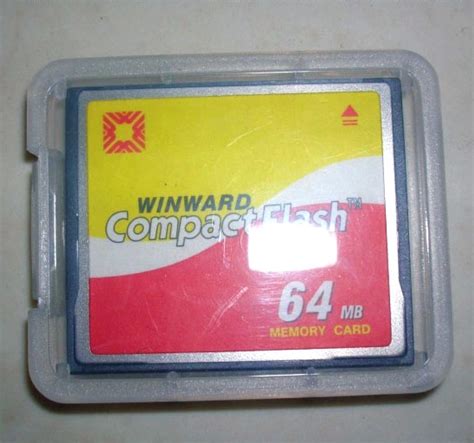 WINWARD
CompactFlash™
64 MB
MEMORY CARD